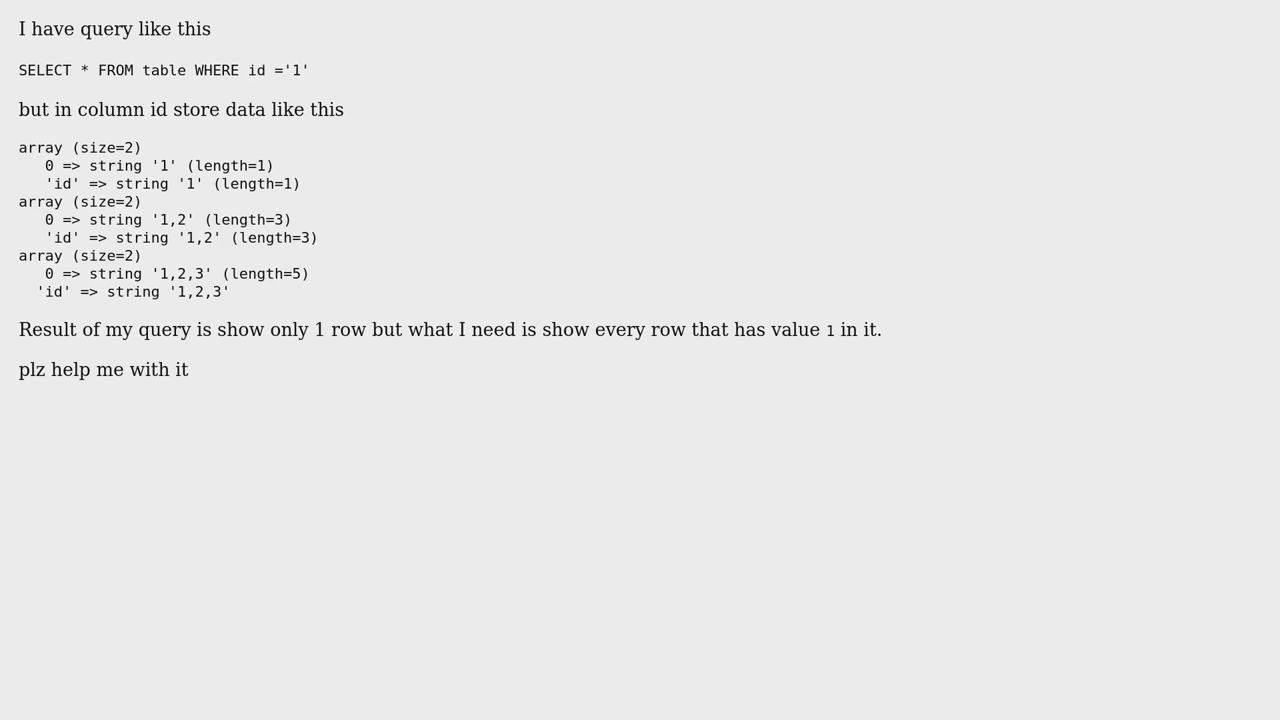 I have query like this
SELECT * FROM table WHERE id ='1'
but in column id store data like this
array (size=2)
   0 => string '1' (length=1)
   'id' => string '1' (length=1)
array (size=2)
   0 => string '1,2' (length=3)
   'id' => string '1,2' (length=3)
array (size=2)
   0 => string '1,2,3' (length=5)
  'id' => string '1,2,3'
Result of my query is show only 1 row but what I need is show every row that has value 1 in it.
plz help me with it